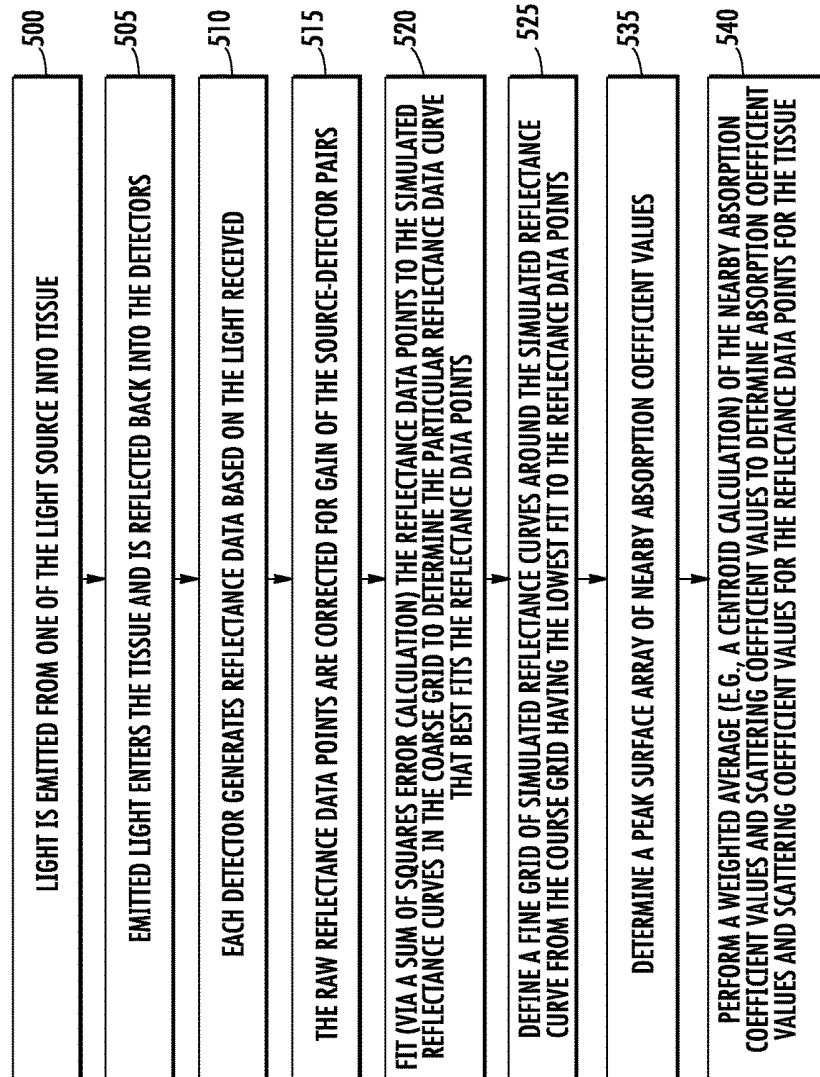 LIGHT IS EMITTED FROM ONE OF THE LIGHT SOURCE INTO TISSUE
500
EMITTED LIGHT ENTERS THE TISSUE AND IS REFLECTED BACK INTO THE DETECTORS
505
EACH DETECTOR GENERATES REFLECTANCE DATA BASED ON THE LIGHT RECEIVED
510
THE RAW REFLECTANCE DATA POINTS ARE CORRECTED FOR GAIN OF THE SOURCE-DETECTOR PAIRS
515
FIT (VIA A SUM OF SQUARES ERROR CALCULATION) THE REFLECTANCE DATA POINTS TO THE SIMULATED
REFLECTANCE CURVES IN THE COARSE GRID TO DETERMINE THE PARTICULAR REFLECTANCE DATA CURVE
THAT BEST FITS THE REFLECTANCE DATA POINTS
520
DEFINE A FINE GRID OF SIMULATED REFLECTANCE CURVES AROUND THE SIMULATED REFLECTANCE
CURVE FROM THE COURSE GRID HAVING THE LOWEST FIT TO THE REFLECTANCE DATA POINTS
525
DETERMINE A PEAK SURFACE ARRAY OF NEARBY ABSORPTION COEFFICIENT VALUES
535
PERFORM A WEIGHTED AVERAGE (E.G., A CENTROID CALCULATION) OF THE NEARBY ABSORPTION
COEFFICIENT VALUES AND SCATTERING COEFFICIENT VALUES TO DETERMINE ABSORPTION COEFFICIENT
VALUES AND SCATTERING COEFFICIENT VALUES FOR THE REFLECTANCE DATA POINTS FOR THE TISSUE
540